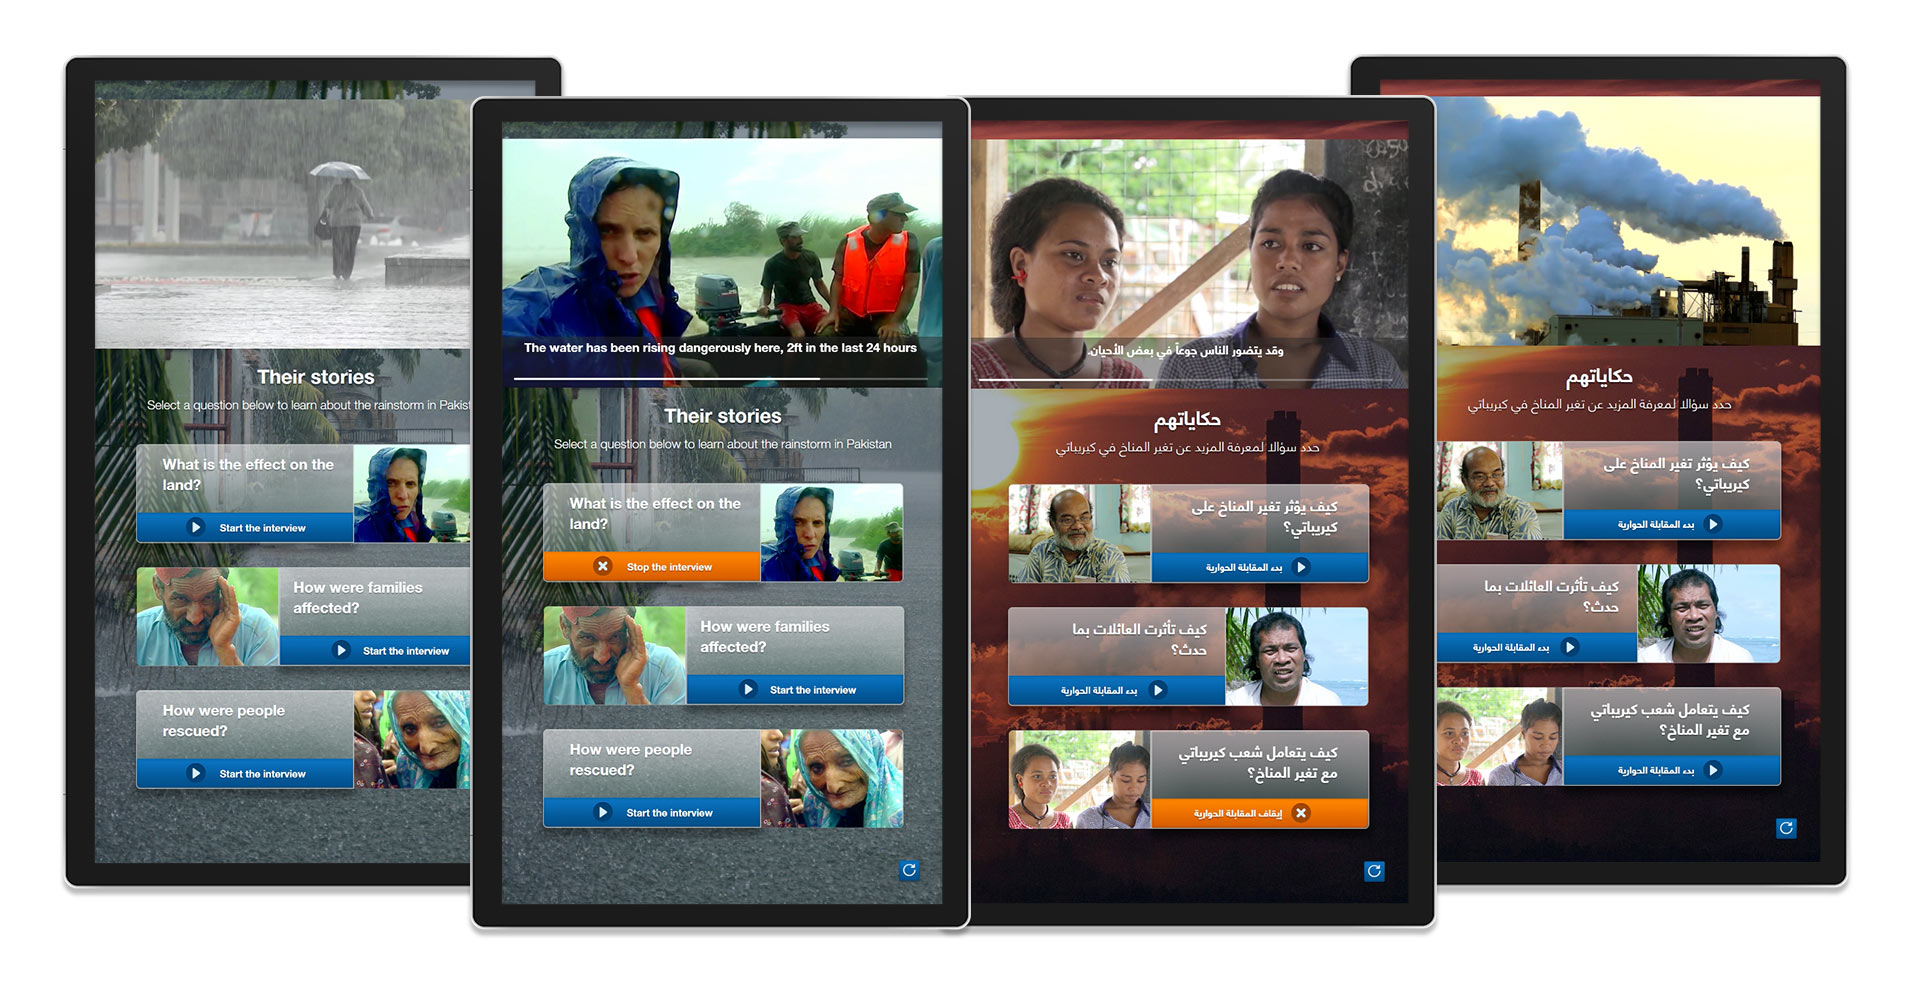 Their stories
Select a question below to learn about the rainstorm in Pakist
What is the effect on the
land?
Start the interview
How were families
affected?
Start the interview
How were people
rescued?
Start the interview
The water has been rising dangerously here, 2ft in the last 24 hours
Their stories
Select a question below to learn about the rainstorm in Pakistan
What is the effect on the
land?
Stop the interview
How were families
affected?
Start the interview
How were people
rescued?
Start the interview
وقد يتضور الناس جوعاً في بعض الأحيان.
حكاياتهم
حدد سؤالا لمعرفة المزيد عن تغير المناخ في كيريباتي
كيف يؤثر تغير المناخ على
كيريباتي؟
بدء المقابلة الحوارية
كيف تأثرت العائلات بما
حدث؟
بدء المقابلة الحوارية
كيف يتعامل شعب كيريباتي
مع تغير المناخ؟
إيقاف المقابلة الحوارية
حكاياتهم
حدد سؤالا لمعرفة المزيد عن تغير المناخ في كيريباتي
كيف يؤثر تغير المناخ على
كيريباتي؟
بدء المقابلة الحوارية
كيف تأثرت العائلات بما
حدث؟
بدء المقابلة الحوارية
كيف يتعامل شعب كيريباتي
مع تغير المناخ؟
بدء المقابلة الحوارية